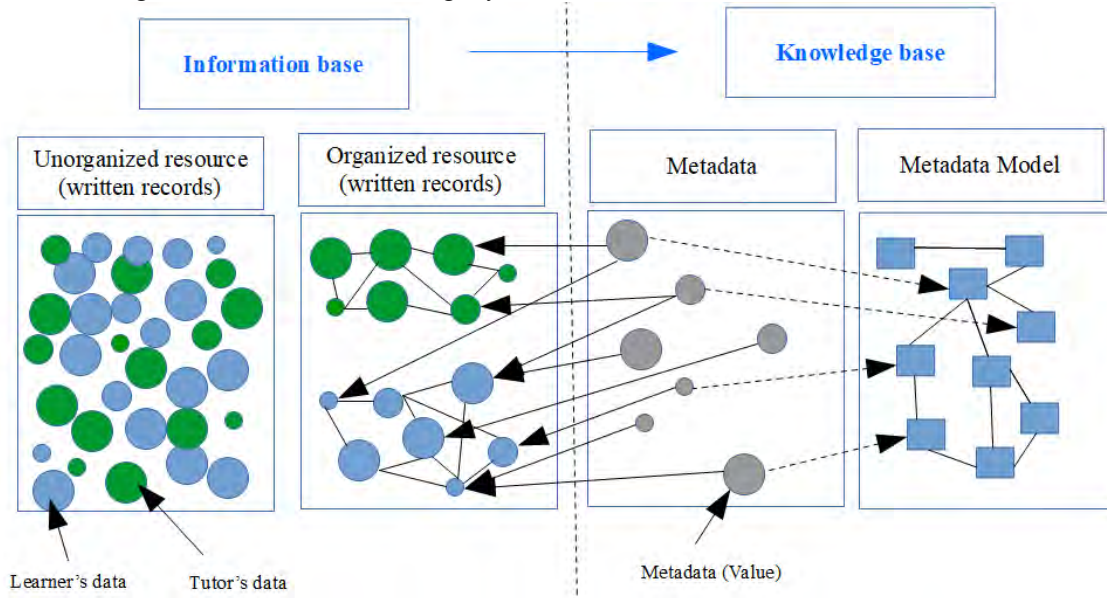 Information base
Knowledge base
Unorganized resource
(written records)
Organized resource
(written records)
Metadata
Metadata Model
Learner's data
Tutor's data
Metadata (Value)